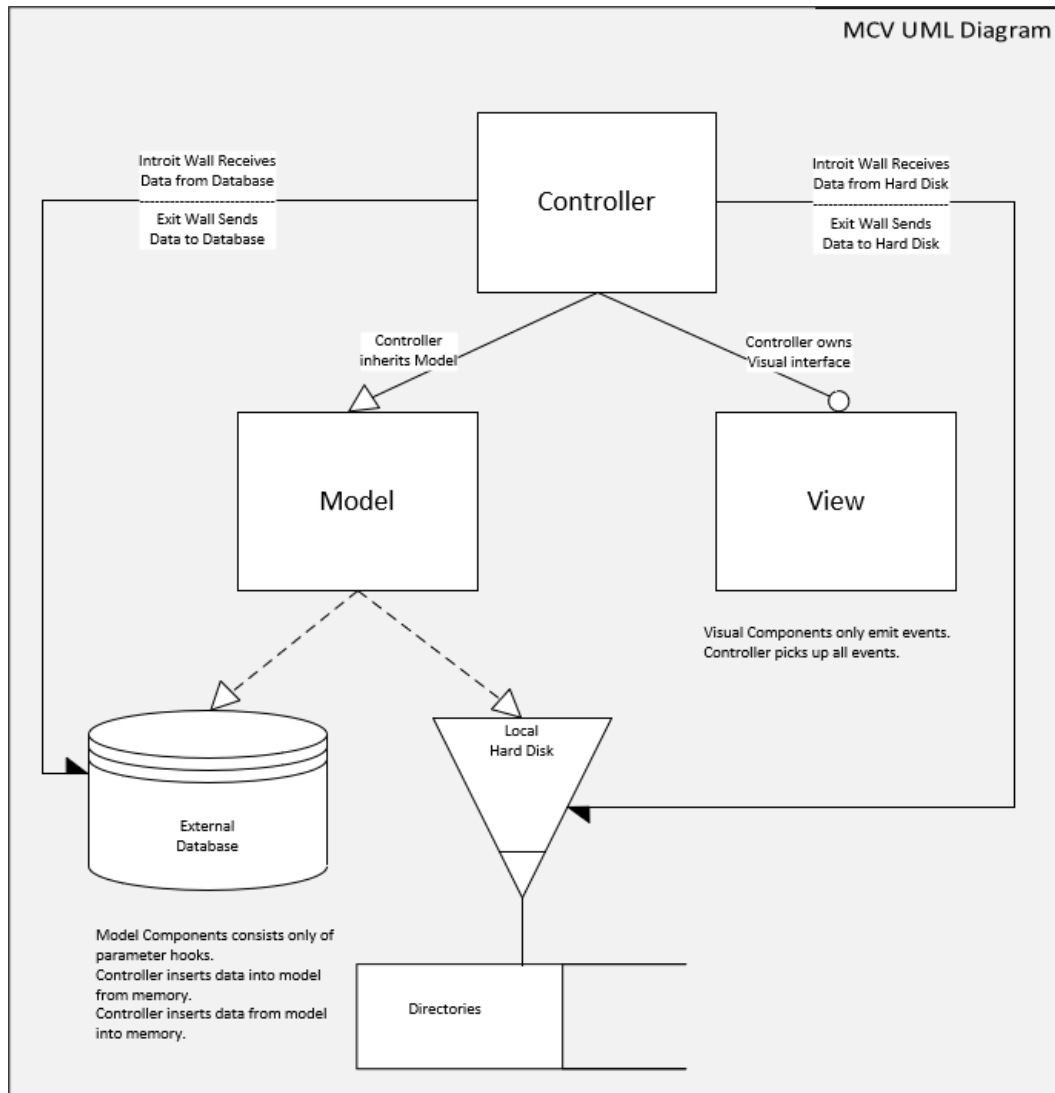 MCV UML Diagram
Introit Wall Receives
Data from Database
Exit Wall Sends
Data to Database
Controller
Introit Wall Receives
Data from Hard Disk
Exit Wall Sends
Data to Hard Disk
Controller
inherits Model
Controller owns
Visual interface
Model
View
Visual Components only emit events.
Controller picks up all events.
Local
Hard Disk
External
Database
Model Components consists only of
parameter hooks.
Controller inserts data into model
from memory.
Controller inserts data from model
into memory.
Directories